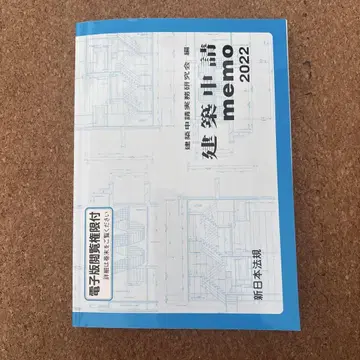 建築申請実務研究会 編
建築申請
memo
2022
電子版閲覧権限付
詳細は巻末をご覧ください
新日本法規